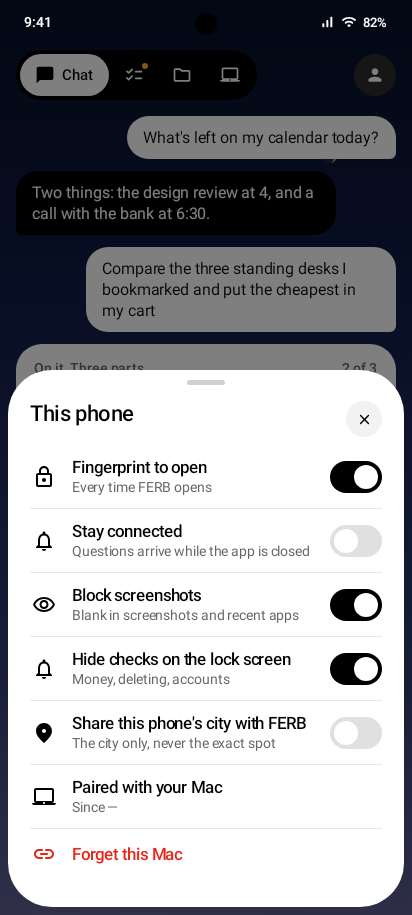 9:41
82%
Chat
What's left on my calendar today?
Two things: the design review at 4, and a
call with the bank at 6:30.
Compare the three standing desks I
bookmarked and put the cheapest in
my cart
On it. Three parts
2 of 3
This phone
Fingerprint to open
Every time FERB opens
Stay connected
Questions arrive while the app is closed
Block screenshots
Blank in screenshots and recent apps
Hide checks on the lock screen
Money, deleting, accounts
Share this phone's city with FERB
The city only, never the exact spot
Paired with your Mac
Since —
Forget this Mac